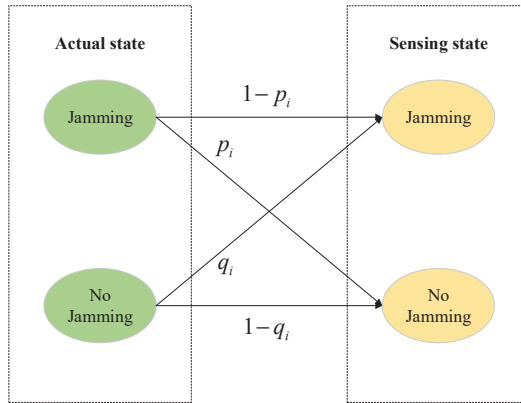 Actual state
Sensing state
Jamming
1− p_i
Jamming
p_i
q_i
No
Jamming
No
Jamming
1− q_i